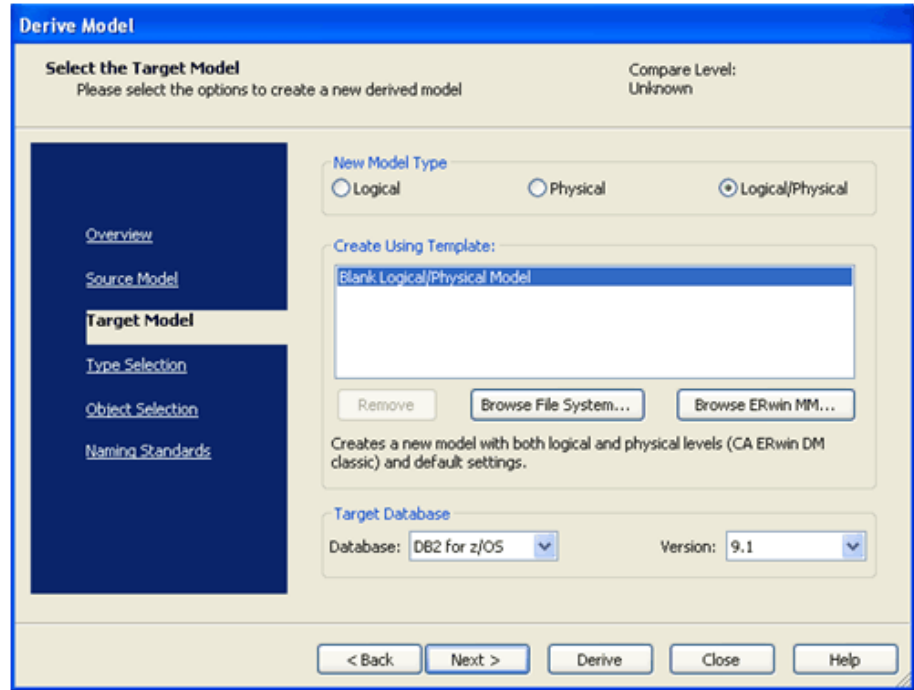 Derive Model
Select the Target Model
Please select the options to create a new derived model
Compare Level:
Unknown
Overview
Source Model
Target Model
Type Selection
Object Selection
Naming Standards
New Model Type
Logical
Physical
Logical/Physical
Create Using Template:
Blank Logical/Physical Model
Remove
Browse File System...
Browse ERwin MM...
Creates a new model with both logical and physical levels (CA ERwin DM
classic) and default settings.
Target Database
Database: DB2 for z/OS
Version: 9.1
< Back
Next >
Derive
Close
Help